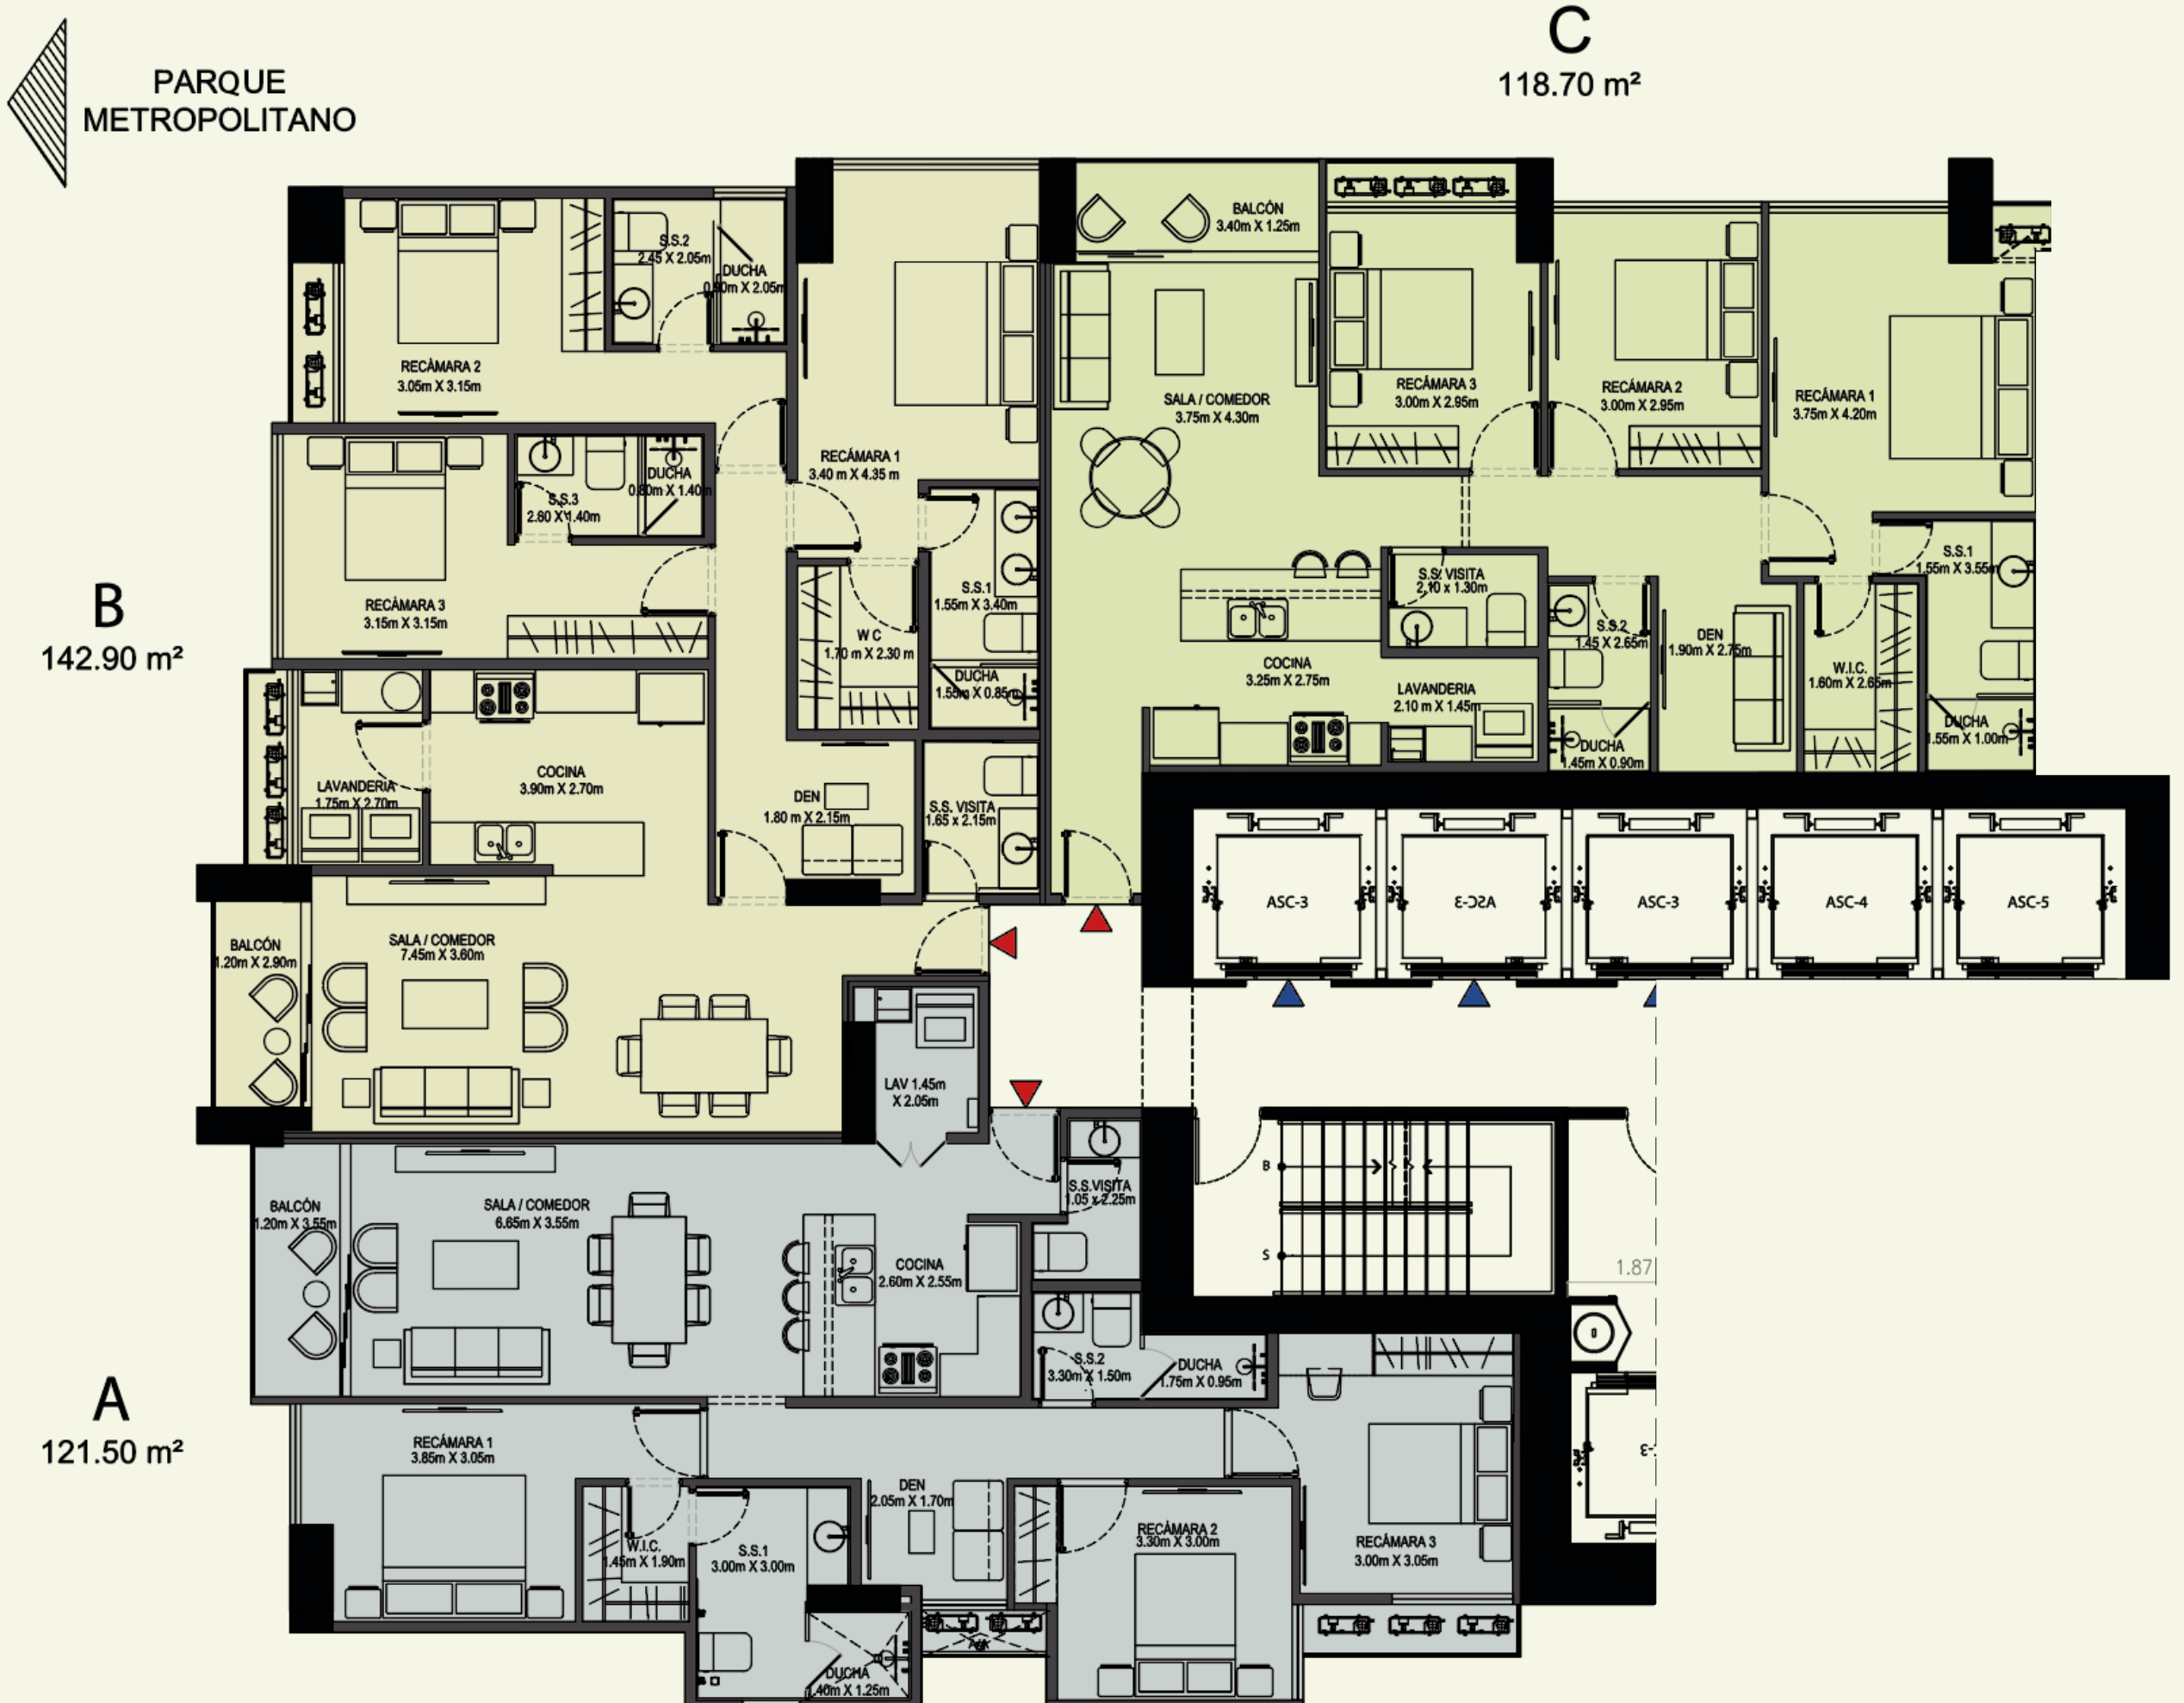 C
118.70 m²
PARQUE
METROPOLITANO
B
142.90 m²
A
121.50 m²
RECÁMARA 2
3.05m X 3.15m
S.S.2
2.45 X 2.05m
DUCHA
0.90m X 2.05m
RECÁMARA 1
3.40 m X 4.35 m
RECÁMARA 3
3.15m X 3.15m
S.S.3
2.60 X 1.40m
DUCHA
0.80m X 1.40m
S.S.1
1.55m X 3.40m
W C
1.70 m X 2.30 m
DUCHA
1.55m X 0.85m
LAVANDERIA
1.75m X 2.70m
COCINA
3.90m X 2.70m
DEN
1.80 m X 2.15m
S.S. VISITA
1.65 x 2.15m
BALCÓN
1.20m X 2.90m
SALA / COMEDOR
7.45m X 3.60m
BALCÓN
3.40m X 1.25m
SALA / COMEDOR
3.75m X 4.30m
RECÁMARA 3
3.00m X 2.95m
RECÁMARA 2
3.00m X 2.95m
RECÁMARA 1
3.75m X 4.20m
S.S. VISITA
2.10 x 1.30m
COCINA
3.25m X 2.75m
LAVANDERIA
2.10 m X 1.45m
S.S.2
1.45 X 2.65m
DUCHA
1.45m X 0.90m
DEN
1.90m X 2.75m
W.I.C.
1.60m X 2.65m
S.S.1
1.55m X 3.55m
DUCHA
1.55m X 1.00m
ASC-3
ASC-3
ASC-3
ASC-4
ASC-5
LAV 1.45m
X 2.05m
BALCÓN
1.20m X 3.55m
SALA / COMEDOR
6.65m X 3.55m
COCINA
2.60m X 2.55m
S.S.VISITA
1.05 x 2.25m
S.S.2
3.30m X 1.50m
DUCHA
1.75m X 0.95m
B
S
1.87
RECÁMARA 1
3.85m X 3.05m
W.I.C.
1.45m X 1.90m
S.S.1
3.00m X 3.00m
DEN
2.05m X 1.70m
RECÁMARA 2
3.30m X 3.00m
RECÁMARA 3
3.00m X 3.05m
DUCHA
1.40m X 1.25m